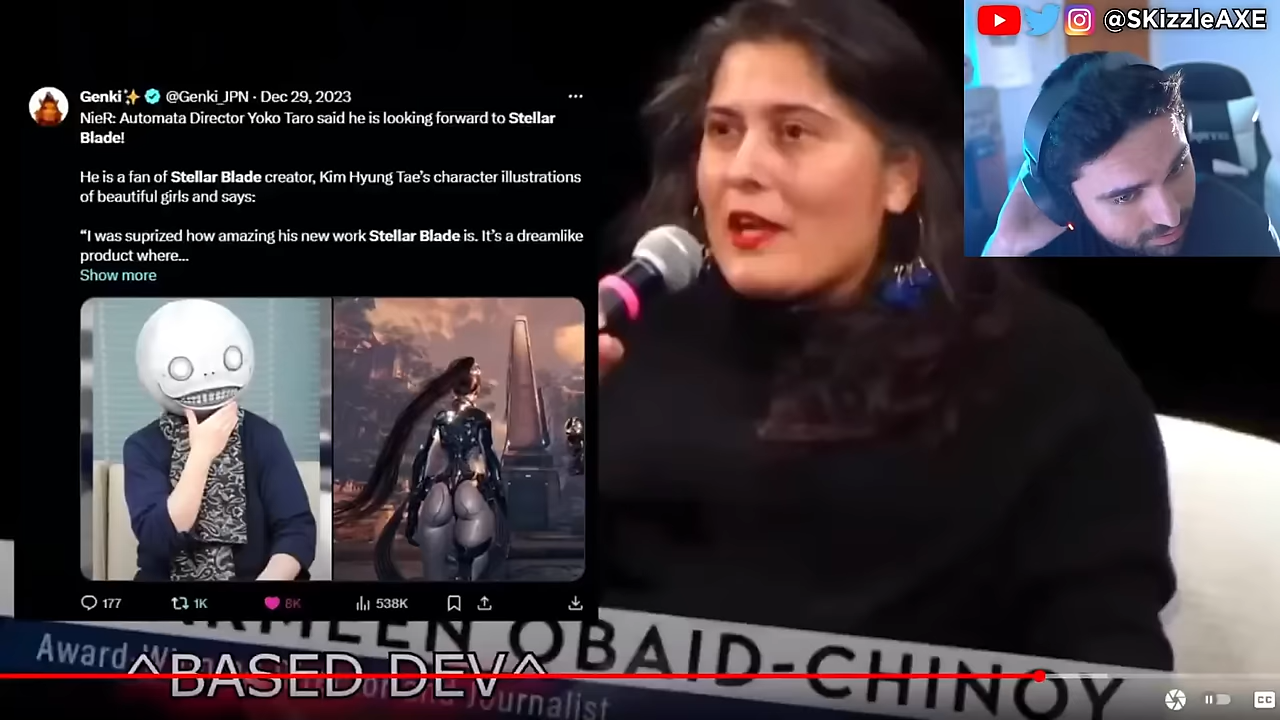 @SKizzleAXE
Genki✨ @Genki_JPN · Dec 29, 2023
NieR: Automata Director Yoko Taro said he is looking forward to Stellar
Blade!
He is a fan of Stellar Blade creator, Kim Hyung Tae's character illustrations
of beautiful girls and says:
“I was suprized how amazing his new work Stellar Blade is. It's a dreamlike
product where...
Show more
177 1K 8K 538K
OBAID-CHINOY
Award
Journalist
^BASED DEV^
CC